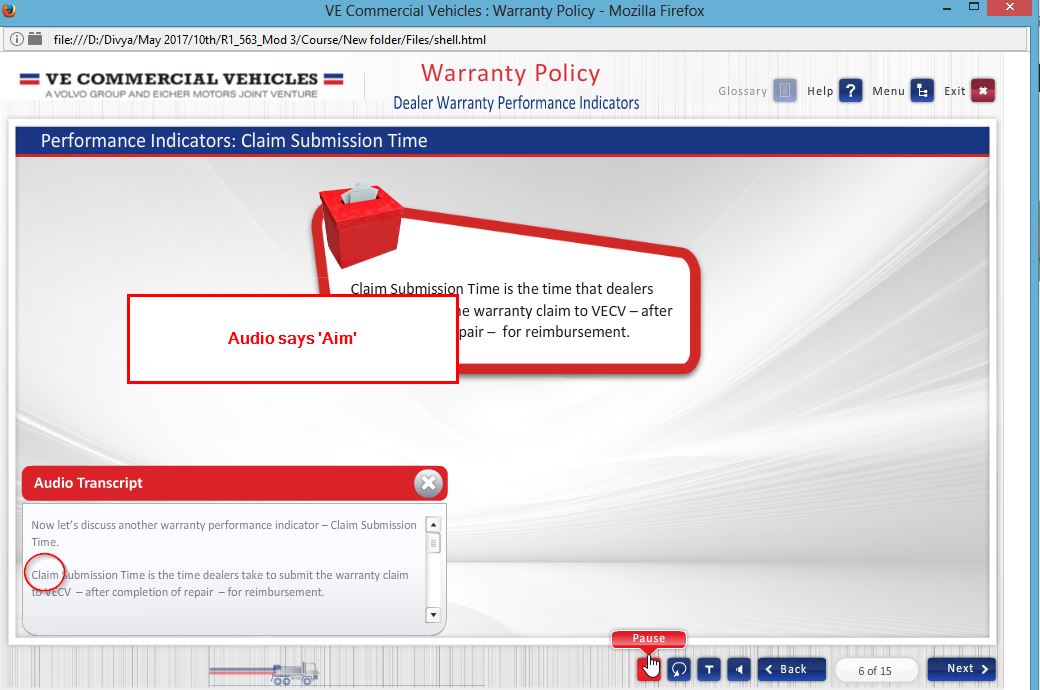 VE Commercial Vehicles : Warranty Policy - Mozilla Firefox
file:///D:/Divya/May 2017/10th/R1_563_Mod 3/Course/New folder/Files/shell.html
VE COMMERCIAL VEHICLES
A VOLVO GROUP AND EICHER MOTORS JOINT VENTURE
Warranty Policy
Dealer Warranty Performance Indicators
Glossary Help ? Menu Exit
Performance Indicators: Claim Submission Time
Claim Submission Time is the time that dealers
he warranty claim to VECV – after
pair – for reimbursement.
Audio says 'Aim'
Audio Transcript
Now let's discuss another warranty performance indicator – Claim Submission
Time.
Claim Submission Time is the time dealers take to submit the warranty claim
to VECV – after completion of repair – for reimbursement.
Pause
T Back 6 of 15 Next